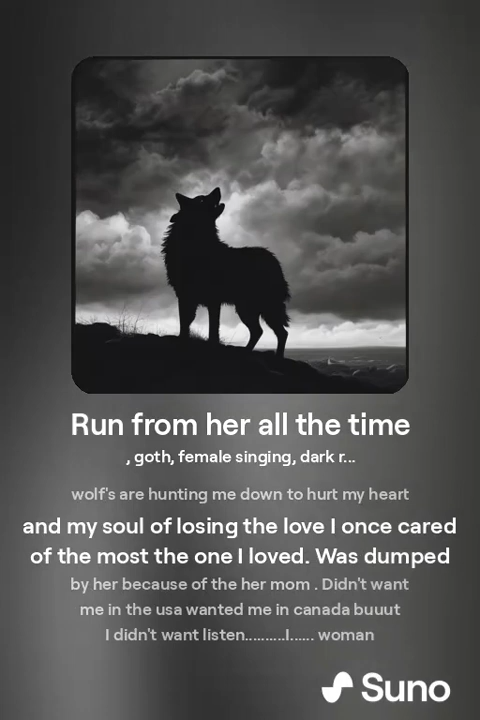 Run from her all the time
, goth, female singing, dark r...
wolf's are hunting me down to hurt my heart
and my soul of losing the love I once cared
of the most the one I loved. Was dumped
by her because of the her mom . Didn't want
me in the usa wanted me in canada buuut
I didn't want listen..........I...... woman
Suno